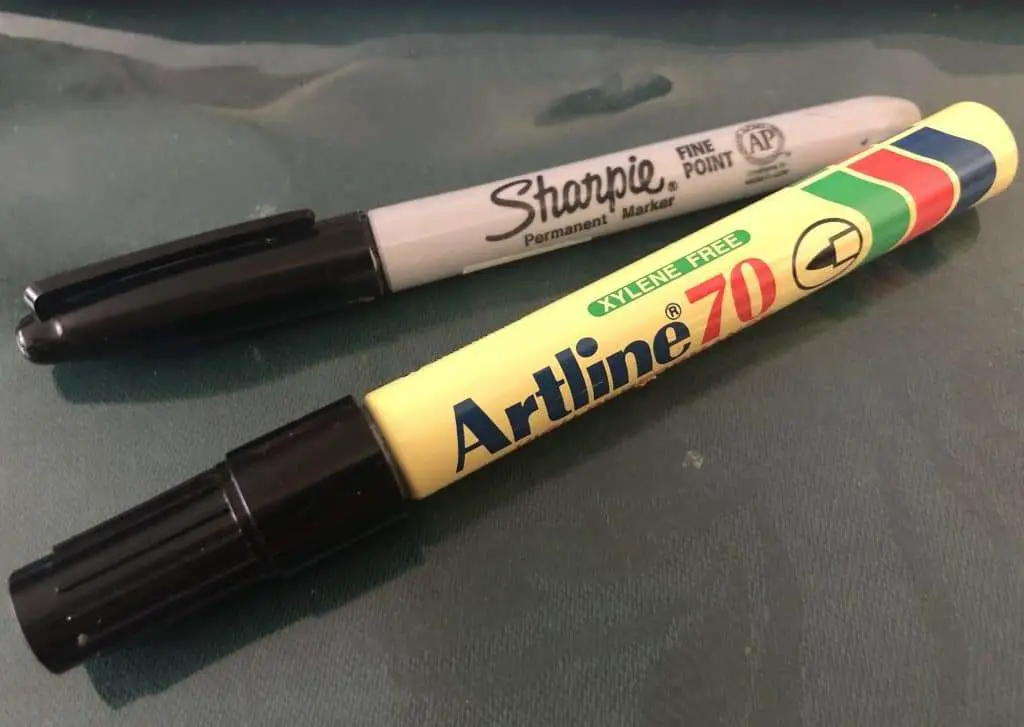 Sharpie®
Permanent Marker
FINE
POINT
AP
XYLENE FREE
Artline® 70